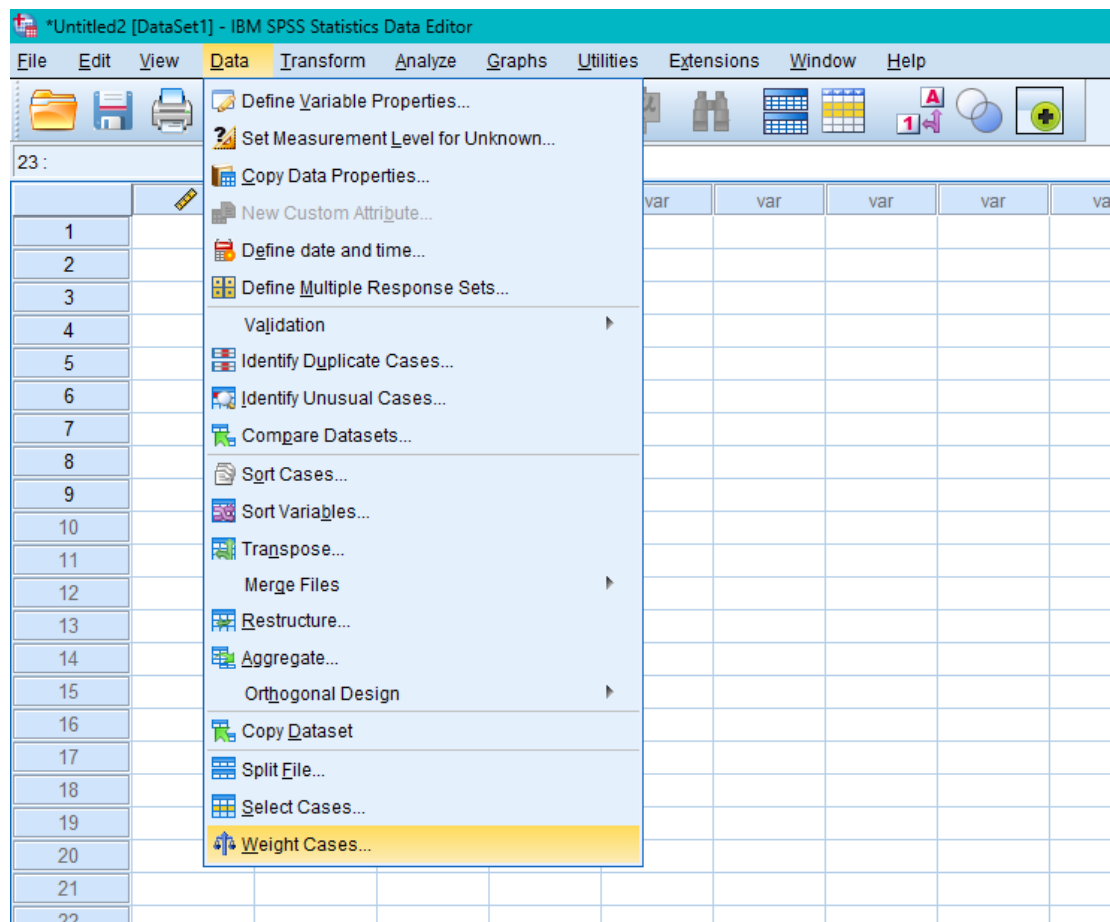 *Untitled2 [DataSet1] - IBM SPSS Statistics Data Editor
File Edit View Data Transform Analyze Graphs Utilities Extensions Window Help
A
1
23 :
var var var var va
Define Variable Properties...
Set Measurement Level for Unknown...
Copy Data Properties...
New Custom Attribute...
Define date and time...
Define Multiple Response Sets...
Validation
Identify Duplicate Cases...
Identify Unusual Cases...
Compare Datasets...
Sort Cases...
Sort Variables...
Transpose...
Merge Files
Restructure...
Aggregate...
Orthogonal Design
Copy Dataset
Split File...
Select Cases...
Weight Cases...
1
2
3
4
5
6
7
8
9
10
11
12
13
14
15
16
17
18
19
20
21
22